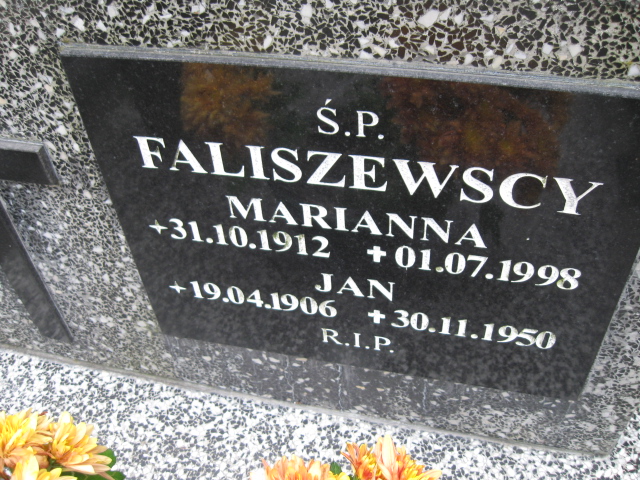 Ś.P.
FALISZEWSCY
MARIANNA
+31.10.1912 ✝01.07.1998
JAN
+19.04.1906 ✝30.11.1950
R.I.P.